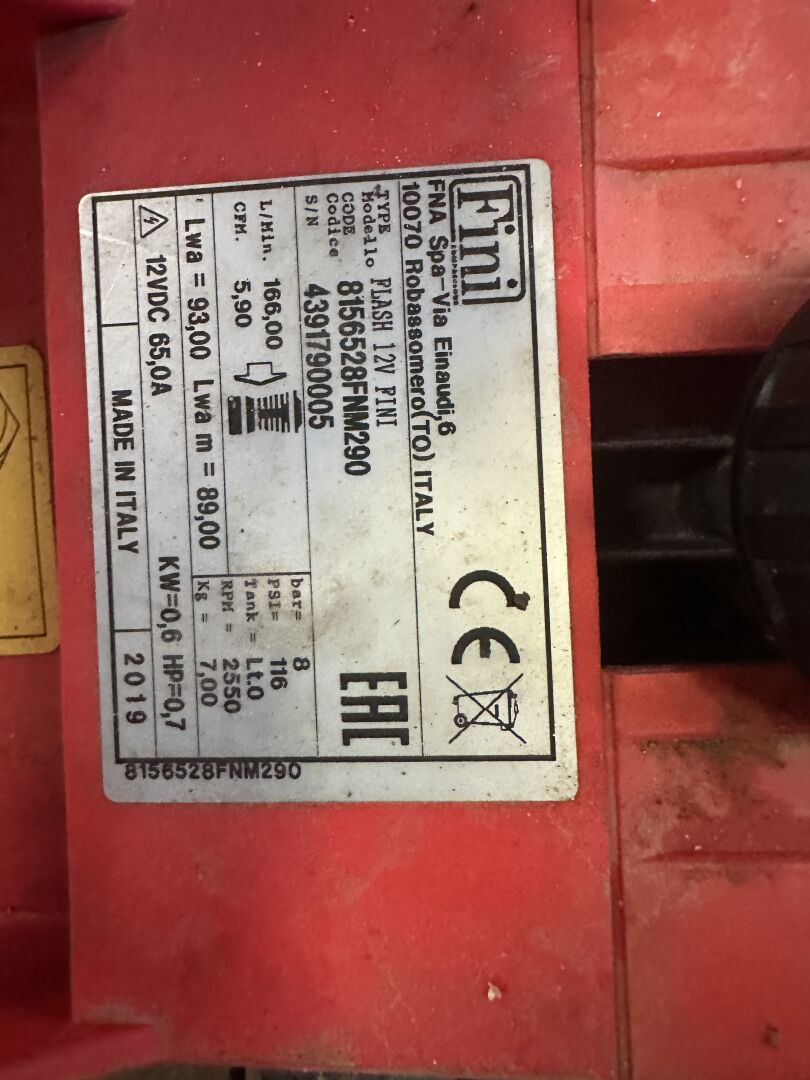 Fini
COMPRESSORS
FNA Spa-Via Einaudi,6
10070 Robassomero(TO) ITALY
TYPE
Modello FLASH 12V FINI
CODE
Codice 8156528FNM290
S/N 4391790005
EAC
L/Min. 166,00
CFM. 5,90
bar= 8
PSI= 116
Tank = Lt.0
RPM = 2550
Kg = 7,00
Lwa = 93,00 Lwa m = 89,00
12VDC 65,0A KW=0,6 HP=0,7
MADE IN ITALY 2019
8156528FNM290